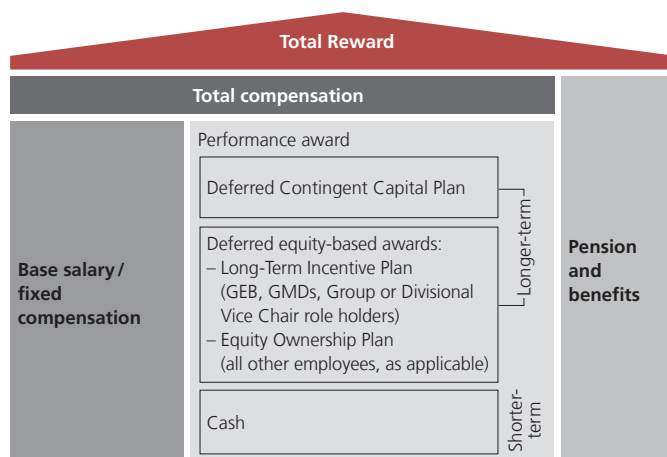 Total Reward
Total compensation
Base salary /
fixed
compensation
Performance award
Deferred Contingent Capital Plan
Deferred equity-based awards:
– Long-Term Incentive Plan
(GEB, GMDs, Group or Divisional
Vice Chair role holders)
– Equity Ownership Plan
(all other employees, as applicable)
Cash
Longer-term
Shorter-
term
Pension
and
benefits